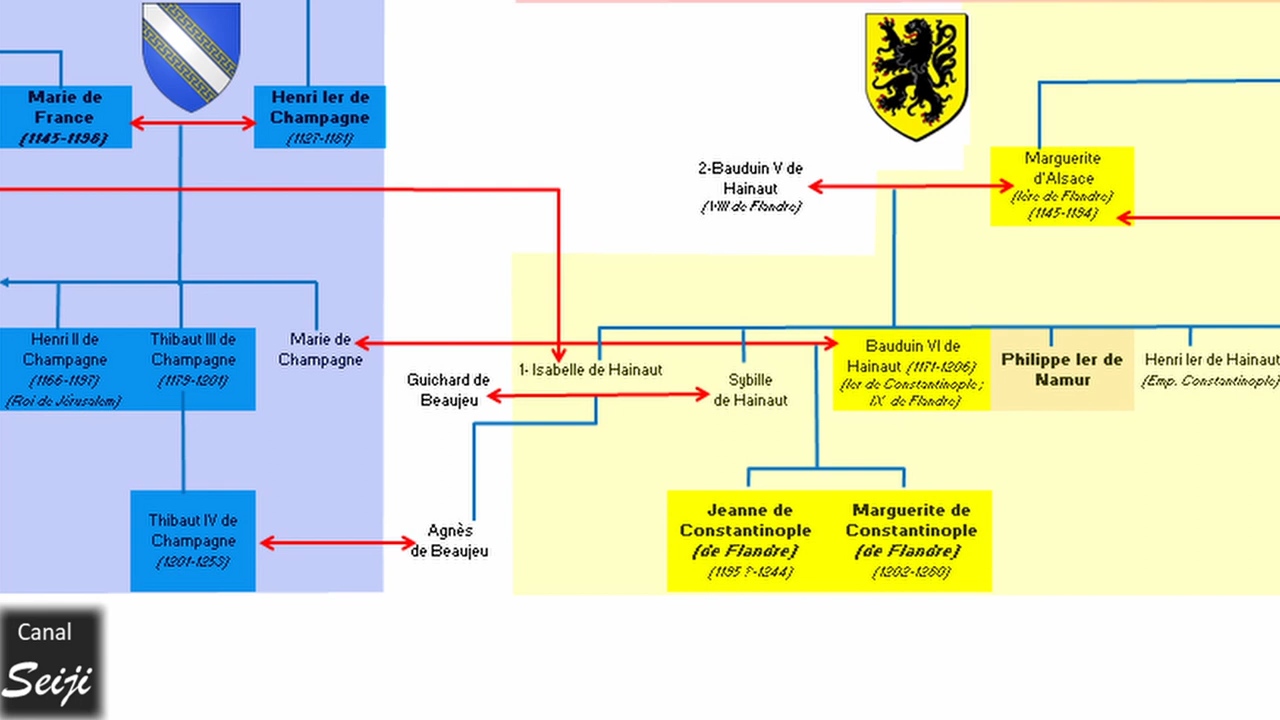 Marie de
France
(1145-1198)
Henri Ier de
Champagne
(1127-1181)
2-Bauduin V de
Hainaut
(VIII de Flandre)
Marguerite
d'Alsace
(Ière de Flandre)
(1145-1194)
Henri II de
Champagne
(1166-1197)
(Roi de Jérusalem)
Thibaut III de
Champagne
(1179-1201)
Marie de
Champagne
Guichard de
Beaujeu
1- Isabelle de Hainaut
Sybille
de Hainaut
Bauduin VI de
Hainaut (1171-1206)
(Ier de Constantinople ;
IX de Flandre)
Philippe Ier de
Namur
Henri Ier de Hainaut
(Emp. Constantinople)
Thibaut IV de
Champagne
(1201-1253)
Agnès
de Beaujeu
Jeanne de
Constantinople
(de Flandre)
(1195 ?-1244)
Marguerite de
Constantinople
(de Flandre)
(1202-1280)
Canal
Seiji